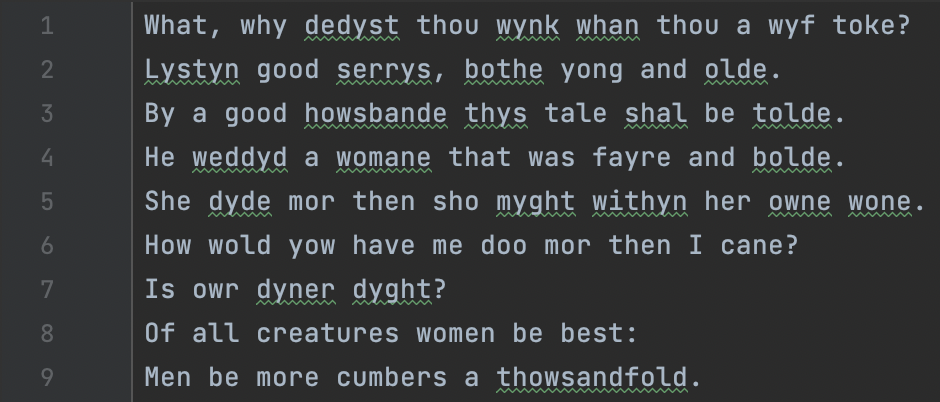 1 What, why dedyst thou wynk whan thou a wyf toke?
2 Lystyn good serrys, bothe yong and olde.
3 By a good howsbande thys tale shal be tolde.
4 He weddyd a womane that was fayre and bolde.
5 She dyde mor then sho myght withyn her owne wone.
6 How wold yow have me doo mor then I cane?
7 Is owr dyner dyght?
8 Of all creatures women be best:
9 Men be more cumbers a thowsandfold.